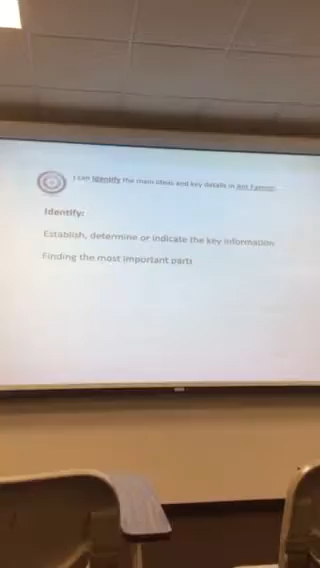 I can Identify the main ideas and key details in
Identify:
Establish, determine or indicate the key information
Finding the most important parts